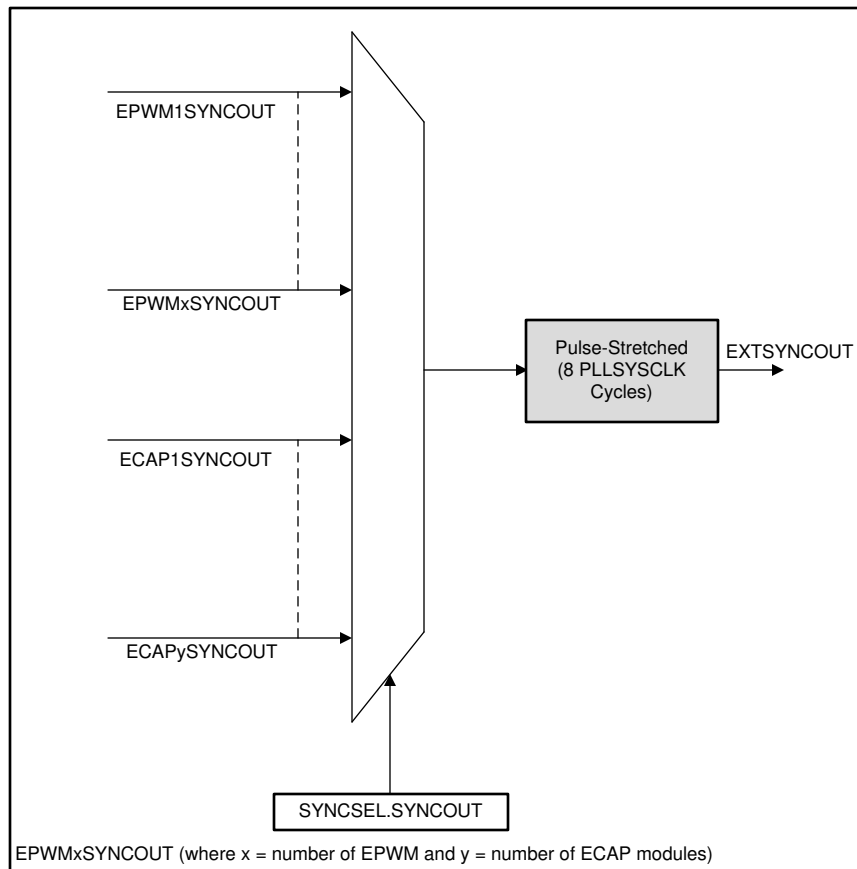 EPWM1SYNCOUT
EPWMxSYNCOUT
Pulse-Stretched
(8 PLLSYSCLK
Cycles)
EXTSYNCOUT
ECAP1SYNCOUT
ECAPySYNCOUT
SYNCSEL.SYNCOUT
EPWMxSYNCOUT (where x = number of EPWM and y = number of ECAP modules)